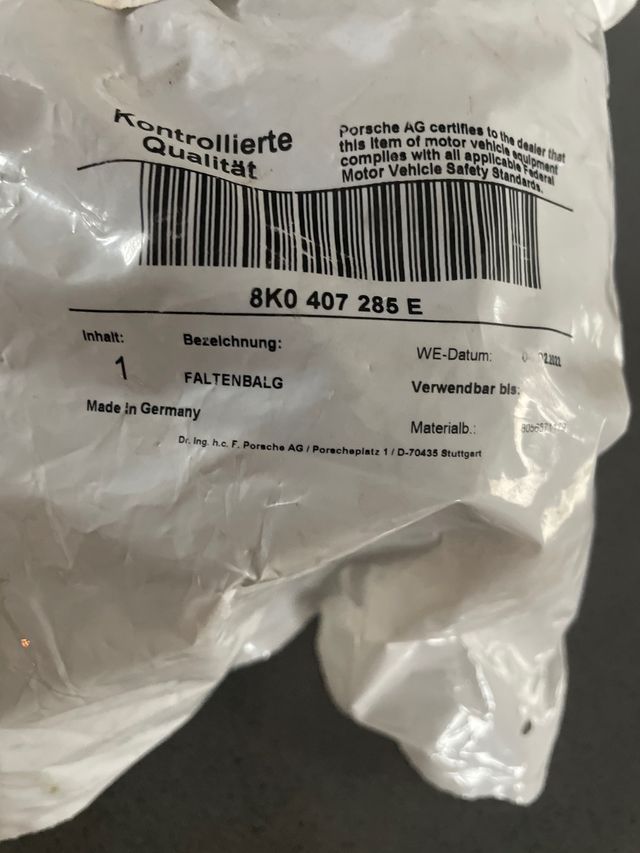 Kontrollierte
Qualität
Porsche AG certifies to the dealer that
this item of motor vehicle equipment
complies with all applicable Federal
Motor Vehicle Safety Standards.
8K0 407 285 E
Inhalt:
1
Bezeichnung:
FALTENBALG
Made in Germany
WE-Datum:
Verwendbar bis:
Materialb.:
Dr. Ing. h.c. F. Porsche AG / Porscheplatz 1 / D-70435 Stuttgart